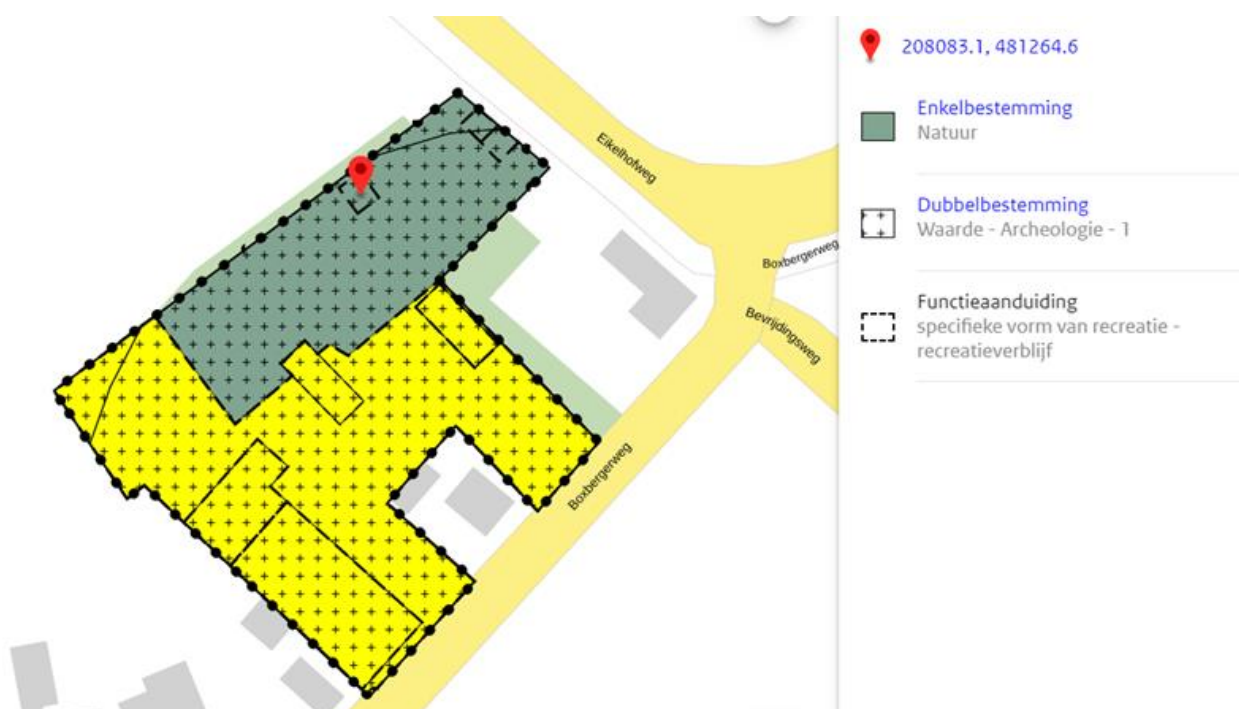 208083.1, 481264.6
Enkelbestemming
Natuur
Dubbelbestemming
Waarde - Archeologie - 1
Functieaanduiding
specifieke vorm van recreatie -
recreatieverblijf
Eikelhofweg
Boxbergerweg
Bevrijdingsweg
Boxbergerweg